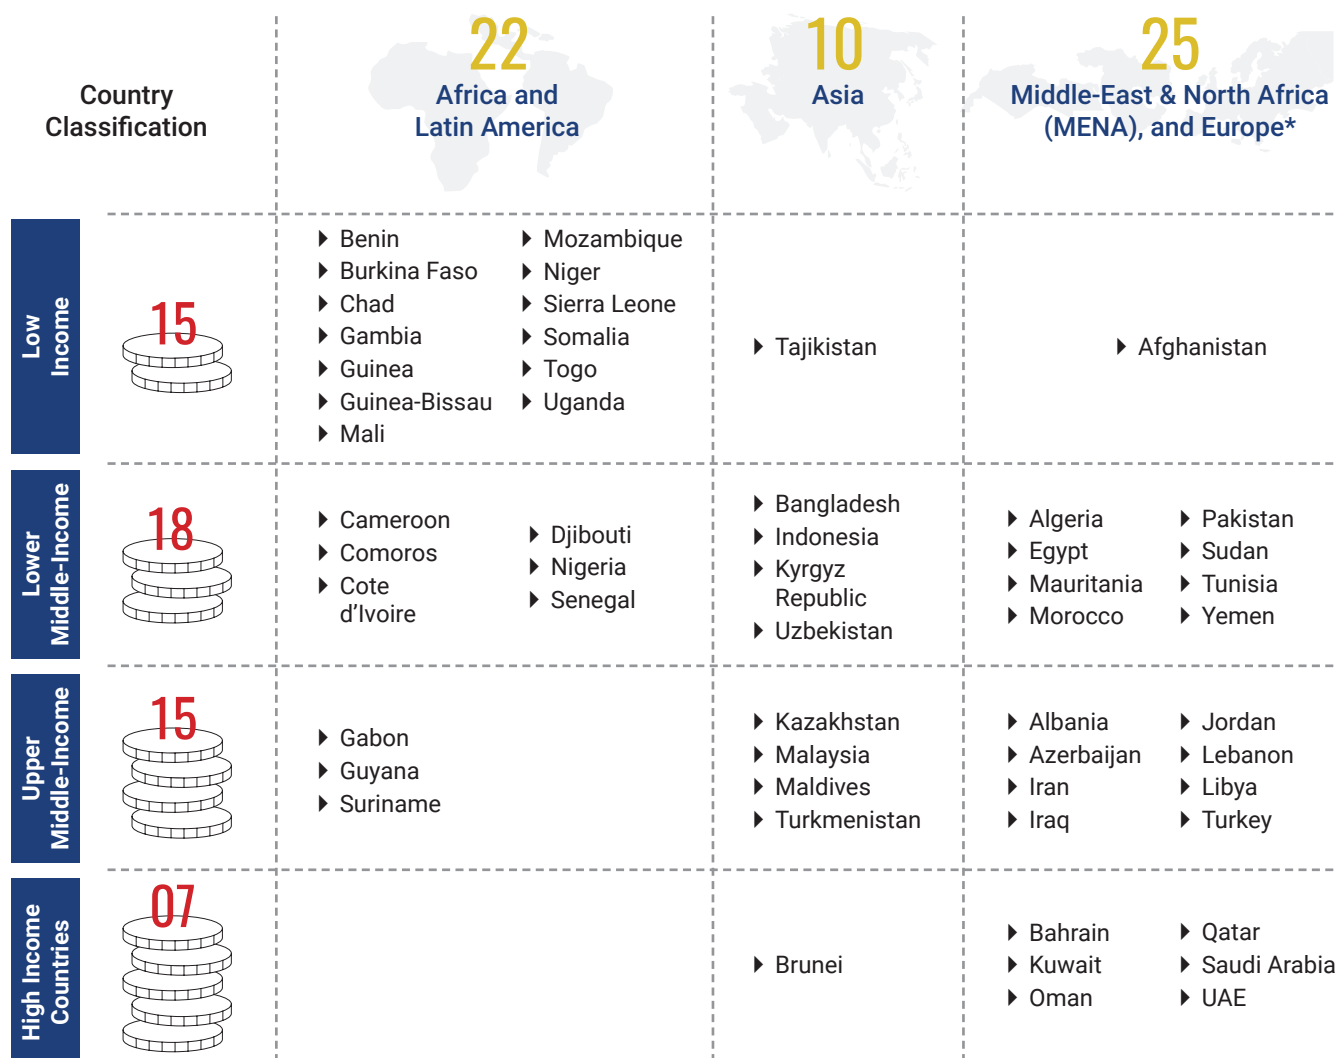 Country
Classification
22
Africa and
Latin America
10
Asia
25
Middle-East & North Africa
(MENA), and Europe*
Low
Income
15
Benin
Burkina Faso
Chad
Gambia
Guinea
Guinea-Bissau
Mali
Mozambique
Niger
Sierra Leone
Somalia
Togo
Uganda
Tajikistan
Afghanistan
Lower
Middle-Income
18
Cameroon
Comoros
Cote
d’Ivoire
Djibouti
Nigeria
Senegal
Bangladesh
Indonesia
Kyrgyz
Republic
Uzbekistan
Algeria
Egypt
Mauritania
Morocco
Pakistan
Sudan
Tunisia
Yemen
Upper
Middle-Income
15
Gabon
Guyana
Suriname
Kazakhstan
Malaysia
Maldives
Turkmenistan
Albania
Azerbaijan
Iran
Iraq
Jordan
Lebanon
Libya
Turkey
High Income
Countries
07
Brunei
Bahrain
Kuwait
Oman
Qatar
Saudi Arabia
UAE